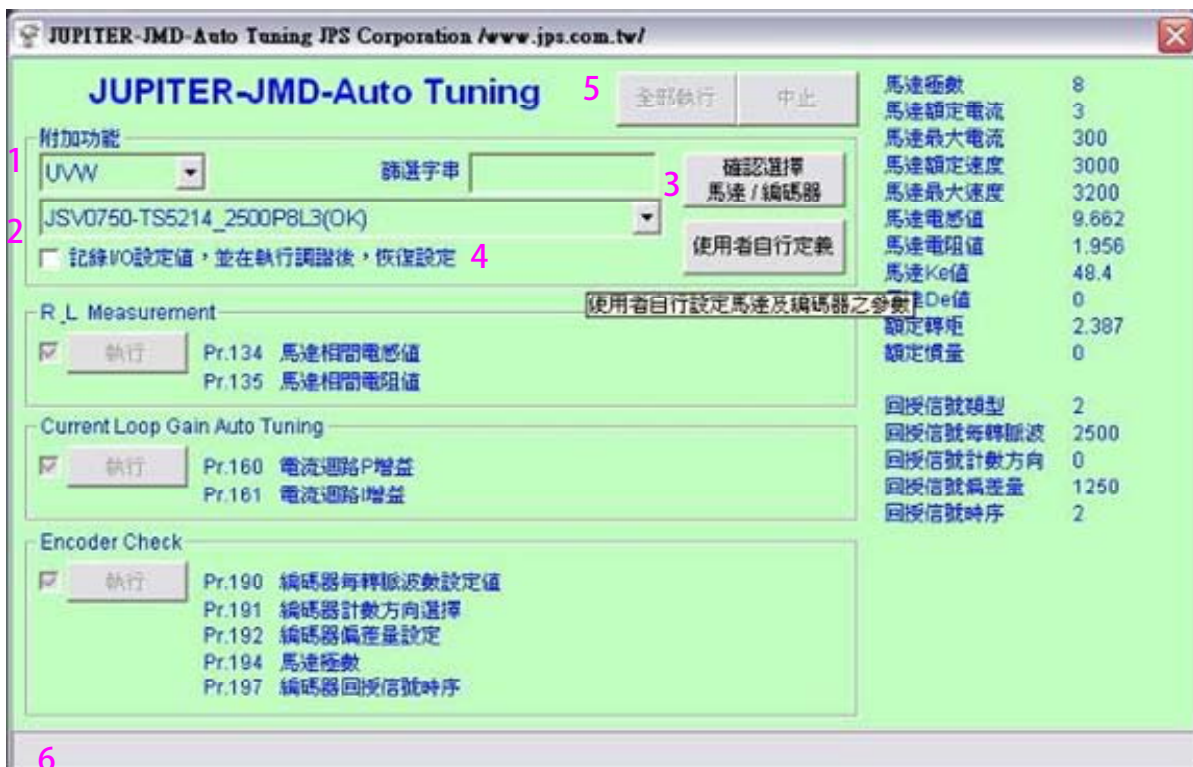 JUPITER-JMD-Auto Tuning JPS Corporation /www.jps.com.tw/
JUPITER-JMD-Auto Tuning
5
全部執行
中止
附加功能
1
UVW
篩選字串
3
確認選擇
馬達 / 編碼器
2
JSV0750-TS5214_2500P8L3(OK)
使用者自行定義
記錄I/O設定值，並在執行調諧後，恢復設定
4
使用者自行設定馬達及編碼器之參數
R_L Measurement
執行
Pr.134 馬達相間電感值
Pr.135 馬達相間電阻值
Current Loop Gain Auto Tuning
執行
Pr.160 電流迴路P增益
Pr.161 電流迴路I增益
Encoder Check
執行
Pr.190 編碼器每轉脈波數設定值
Pr.191 編碼器計數方向選擇
Pr.192 編碼器偏差量設定
Pr.194 馬達極數
Pr.197 編碼器回授信號時序
馬達極數 8
馬達額定電流 3
馬達最大電流 300
馬達額定速度 3000
馬達最大速度 3200
馬達電感值 9.662
馬達電阻值 1.956
馬達Ke值 48.4
達De值 0
額定轉矩 2.387
額定慣量 0
回授信號類型 2
回授信號每轉脈波 2500
回授信號計數方向 0
回授信號偏差量 1250
回授信號時序 2
6